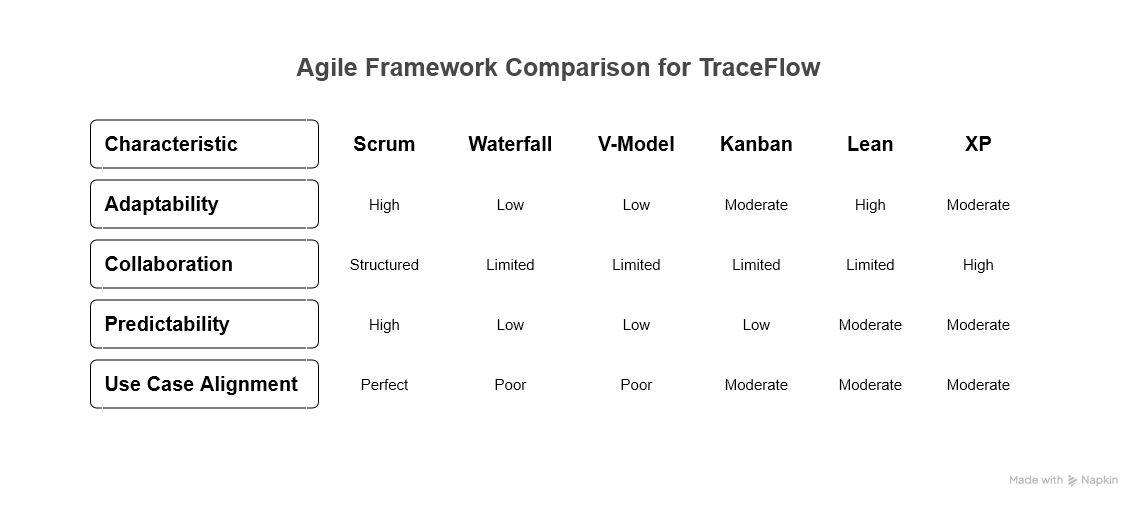 Agile Framework Comparison for TraceFlow
Characteristic Scrum Waterfall V-Model Kanban Lean XP
Adaptability High Low Low Moderate High Moderate
Collaboration Structured Limited Limited Limited Limited High
Predictability High Low Low Low Moderate Moderate
Use Case Alignment Perfect Poor Poor Moderate Moderate Moderate
Made with Napkin